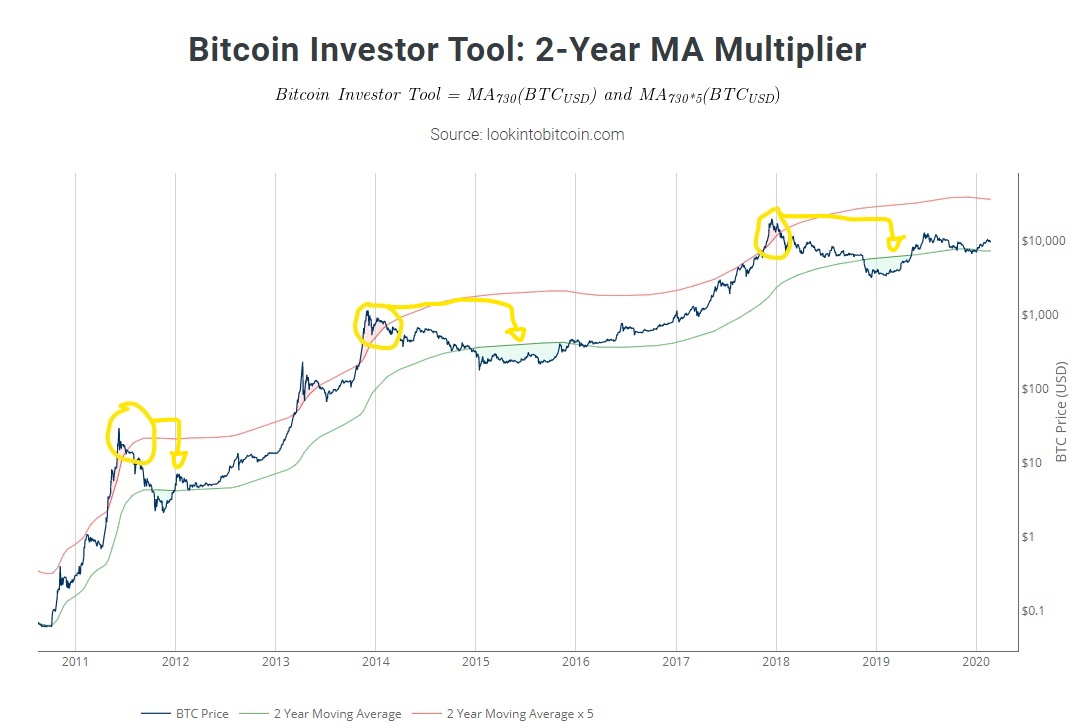 Bitcoin Investor Tool: 2-Year MA Multiplier
Bitcoin Investor Tool = MA730(BTCUSD) and MA730*5(BTCUSD)
Source: lookintobitcoin.com
$10,000
$1,000
$100
$10
$1
$0.1
BTC Price (USD)
2011 2012 2013 2014 2015 2016 2017 2018 2019 2020
BTC Price 2 Year Moving Average 2 Year Moving Average x 5